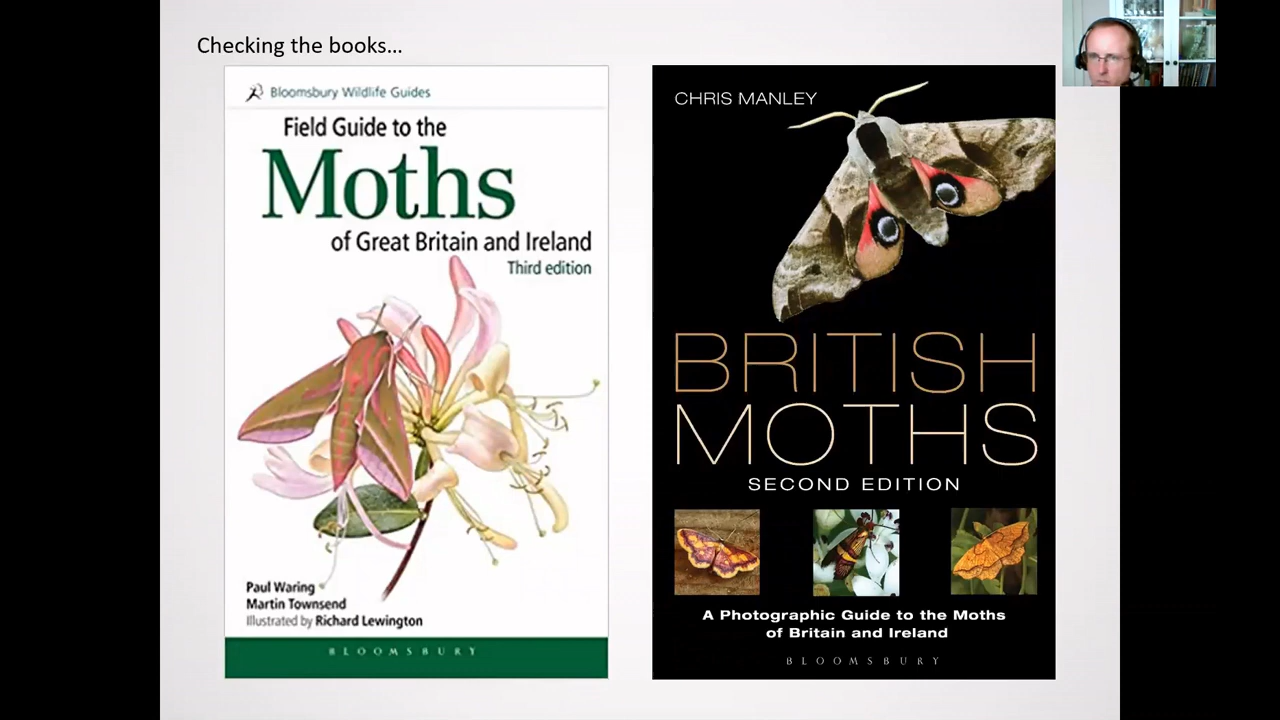 Checking the books...
Bloomsbury Wildlife Guides
Field Guide to the
Moths
of Great Britain and Ireland
Third edition
Paul Waring
Martin Townsend
Illustrated by Richard Lewington
BLOOMSBURY
CHRIS MANLEY
BRITISH
MOTHS
SECOND EDITION
A Photographic Guide to the Moths
of Britain and Ireland
BLOOMSBURY